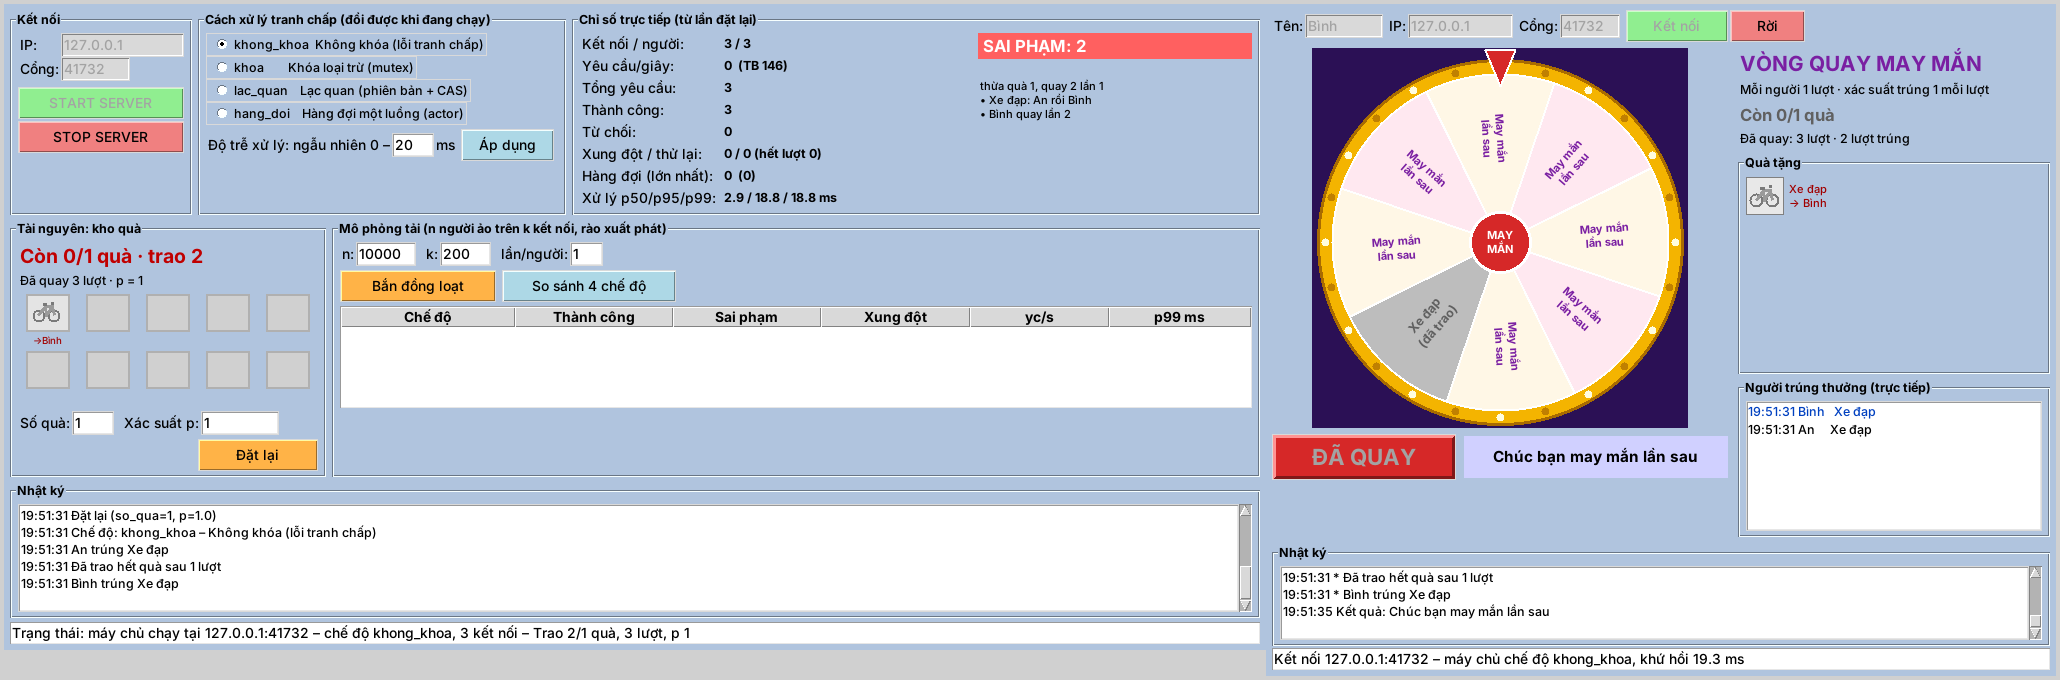 Kết nối
IP: 127.0.0.1
Cổng: 41732
START SERVER
STOP SERVER
Cách xử lý tranh chấp (đổi được khi đang chạy)
khong_khoa Không khóa (lỗi tranh chấp)
khoa Khóa loại trừ (mutex)
lac_quan Lạc quan (phiên bản + CAS)
hang_doi Hàng đợi một luồng (actor)
Độ trễ xử lý: ngẫu nhiên 0 – 20 ms Áp dụng
Chỉ số trực tiếp (từ lần đặt lại)
Kết nối / người: 3 / 3
Yêu cầu/giây: 0 (TB 146)
Tổng yêu cầu: 3
Thành công: 3
Từ chối: 0
Xung đột / thử lại: 0 / 0 (hết lượt 0)
Hàng đợi (lớn nhất): 0 (0)
Xử lý p50/p95/p99: 2.9 / 18.8 / 18.8 ms
SAI PHẠM: 2
thừa quà 1, quay 2 lần 1
• Xe đạp: An rồi Bình
• Bình quay lần 2
Tài nguyên: kho quà
Còn 0/1 quà · trao 2
Đã quay 3 lượt · p = 1
→Bình
Số quà: 1 Xác suất p: 1
Đặt lại
Mô phỏng tải (n người ảo trên k kết nối, rào xuất phát)
n: 10000 k: 200 lần/người: 1
Bắn đồng loạt So sánh 4 chế độ
Chế độ Thành công Sai phạm Xung đột yc/s p99 ms
Nhật ký
19:51:31 Đặt lại (so_qua=1, p=1.0)
19:51:31 Chế độ: khong_khoa – Không khóa (lỗi tranh chấp)
19:51:31 An trúng Xe đạp
19:51:31 Đã trao hết quà sau 1 lượt
19:51:31 Bình trúng Xe đạp
Trạng thái: máy chủ chạy tại 127.0.0.1:41732 – chế độ khong_khoa, 3 kết nối – Trao 2/1 quà, 3 lượt, p 1
Tên: Bình IP: 127.0.0.1 Cổng: 41732 Kết nối Rời
May mắn
lần sau
May mắn
lần sau
May mắn
lần sau
May mắn
lần sau
May mắn
lần sau
May mắn
lần sau
May mắn
lần sau
Xe đạp
(đã trao)
MAY
MẮN
ĐÃ QUAY
Chúc bạn may mắn lần sau
VÒNG QUAY MAY MẮN
Mỗi người 1 lượt · xác suất trúng 1 mỗi lượt
Còn 0/1 quà
Đã quay: 3 lượt · 2 lượt trúng
Quà tặng
Xe đạp
→ Bình
Người trúng thưởng (trực tiếp)
19:51:31 Bình Xe đạp
19:51:31 An Xe đạp
Nhật ký
19:51:31 * Đã trao hết quà sau 1 lượt
19:51:31 * Bình trúng Xe đạp
19:51:35 Kết quả: Chúc bạn may mắn lần sau
Kết nối 127.0.0.1:41732 – máy chủ chế độ khong_khoa, khứ hồi 19.3 ms